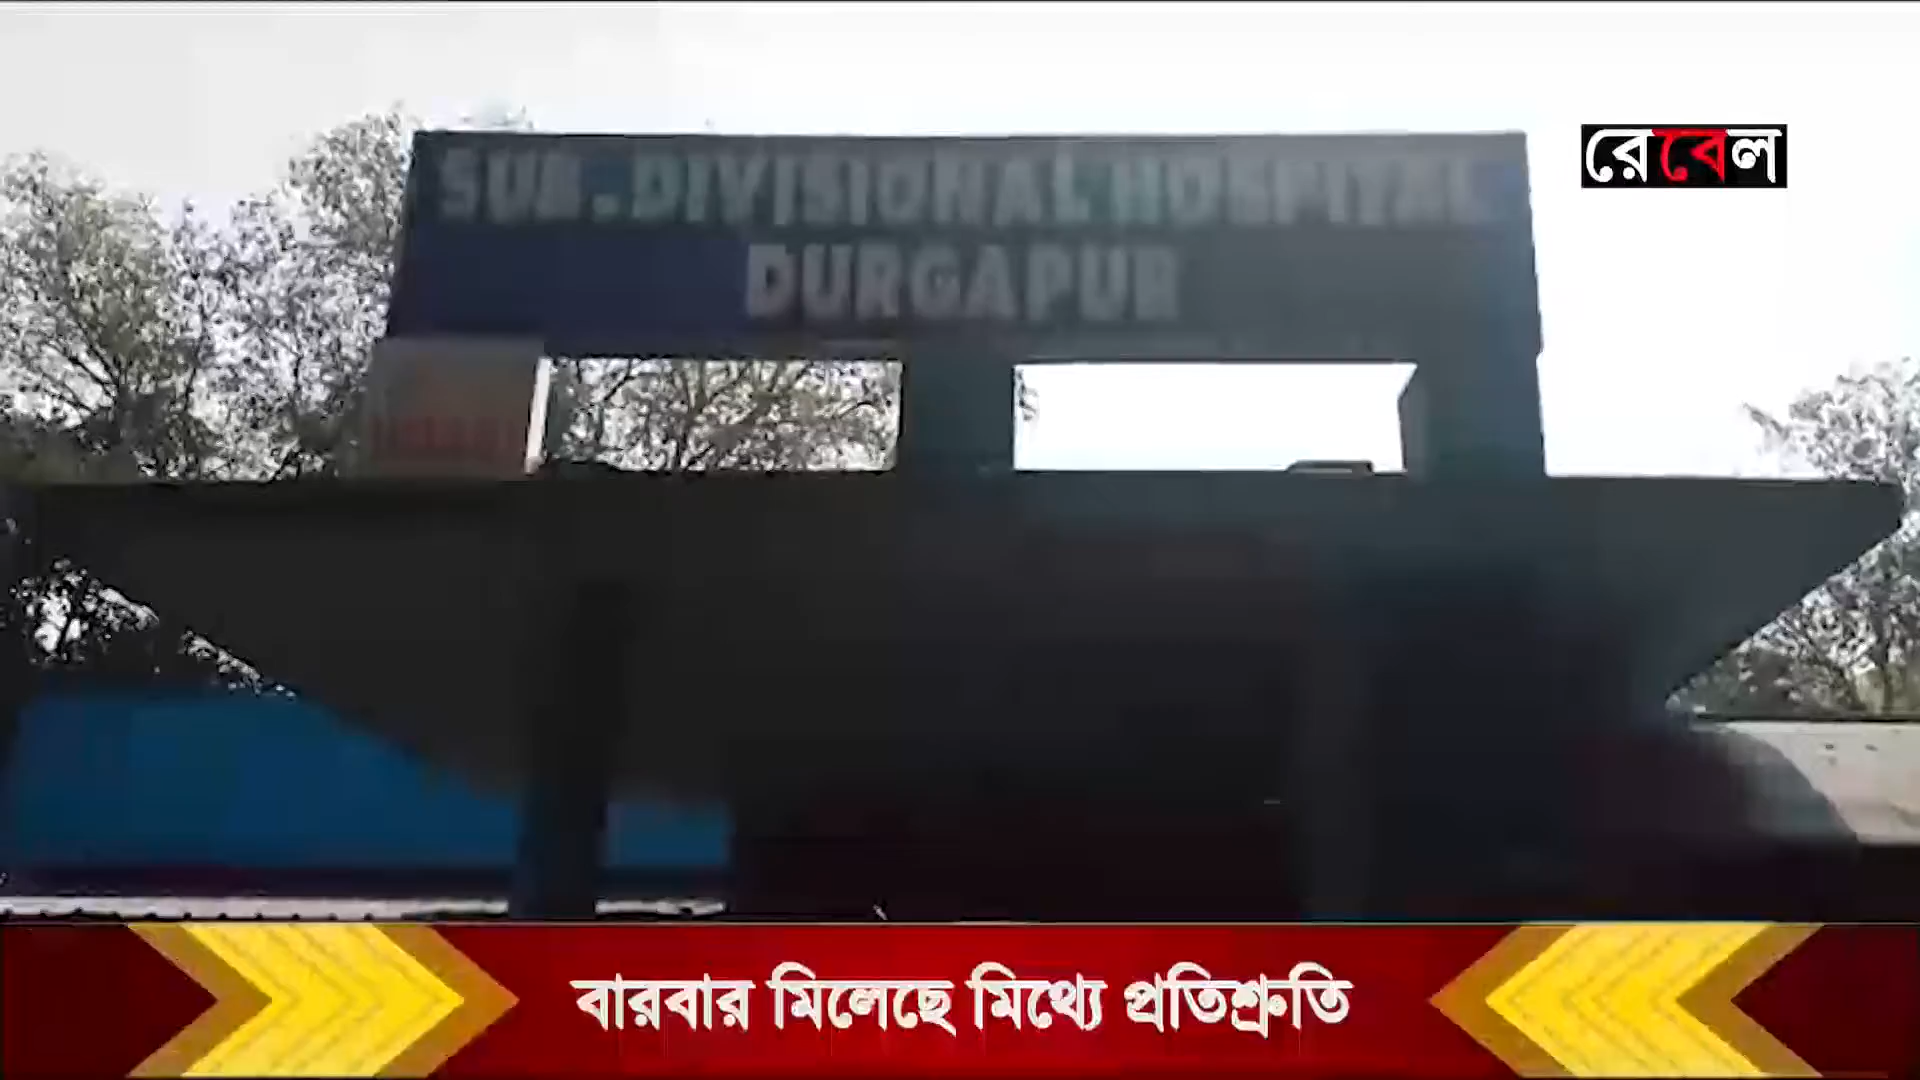 রেবেল
SUB.DIVISIONAL HOSPITAL
DURGAPUR
বারবার মিলেছে মিথ্যে প্রতিশ্রুতি